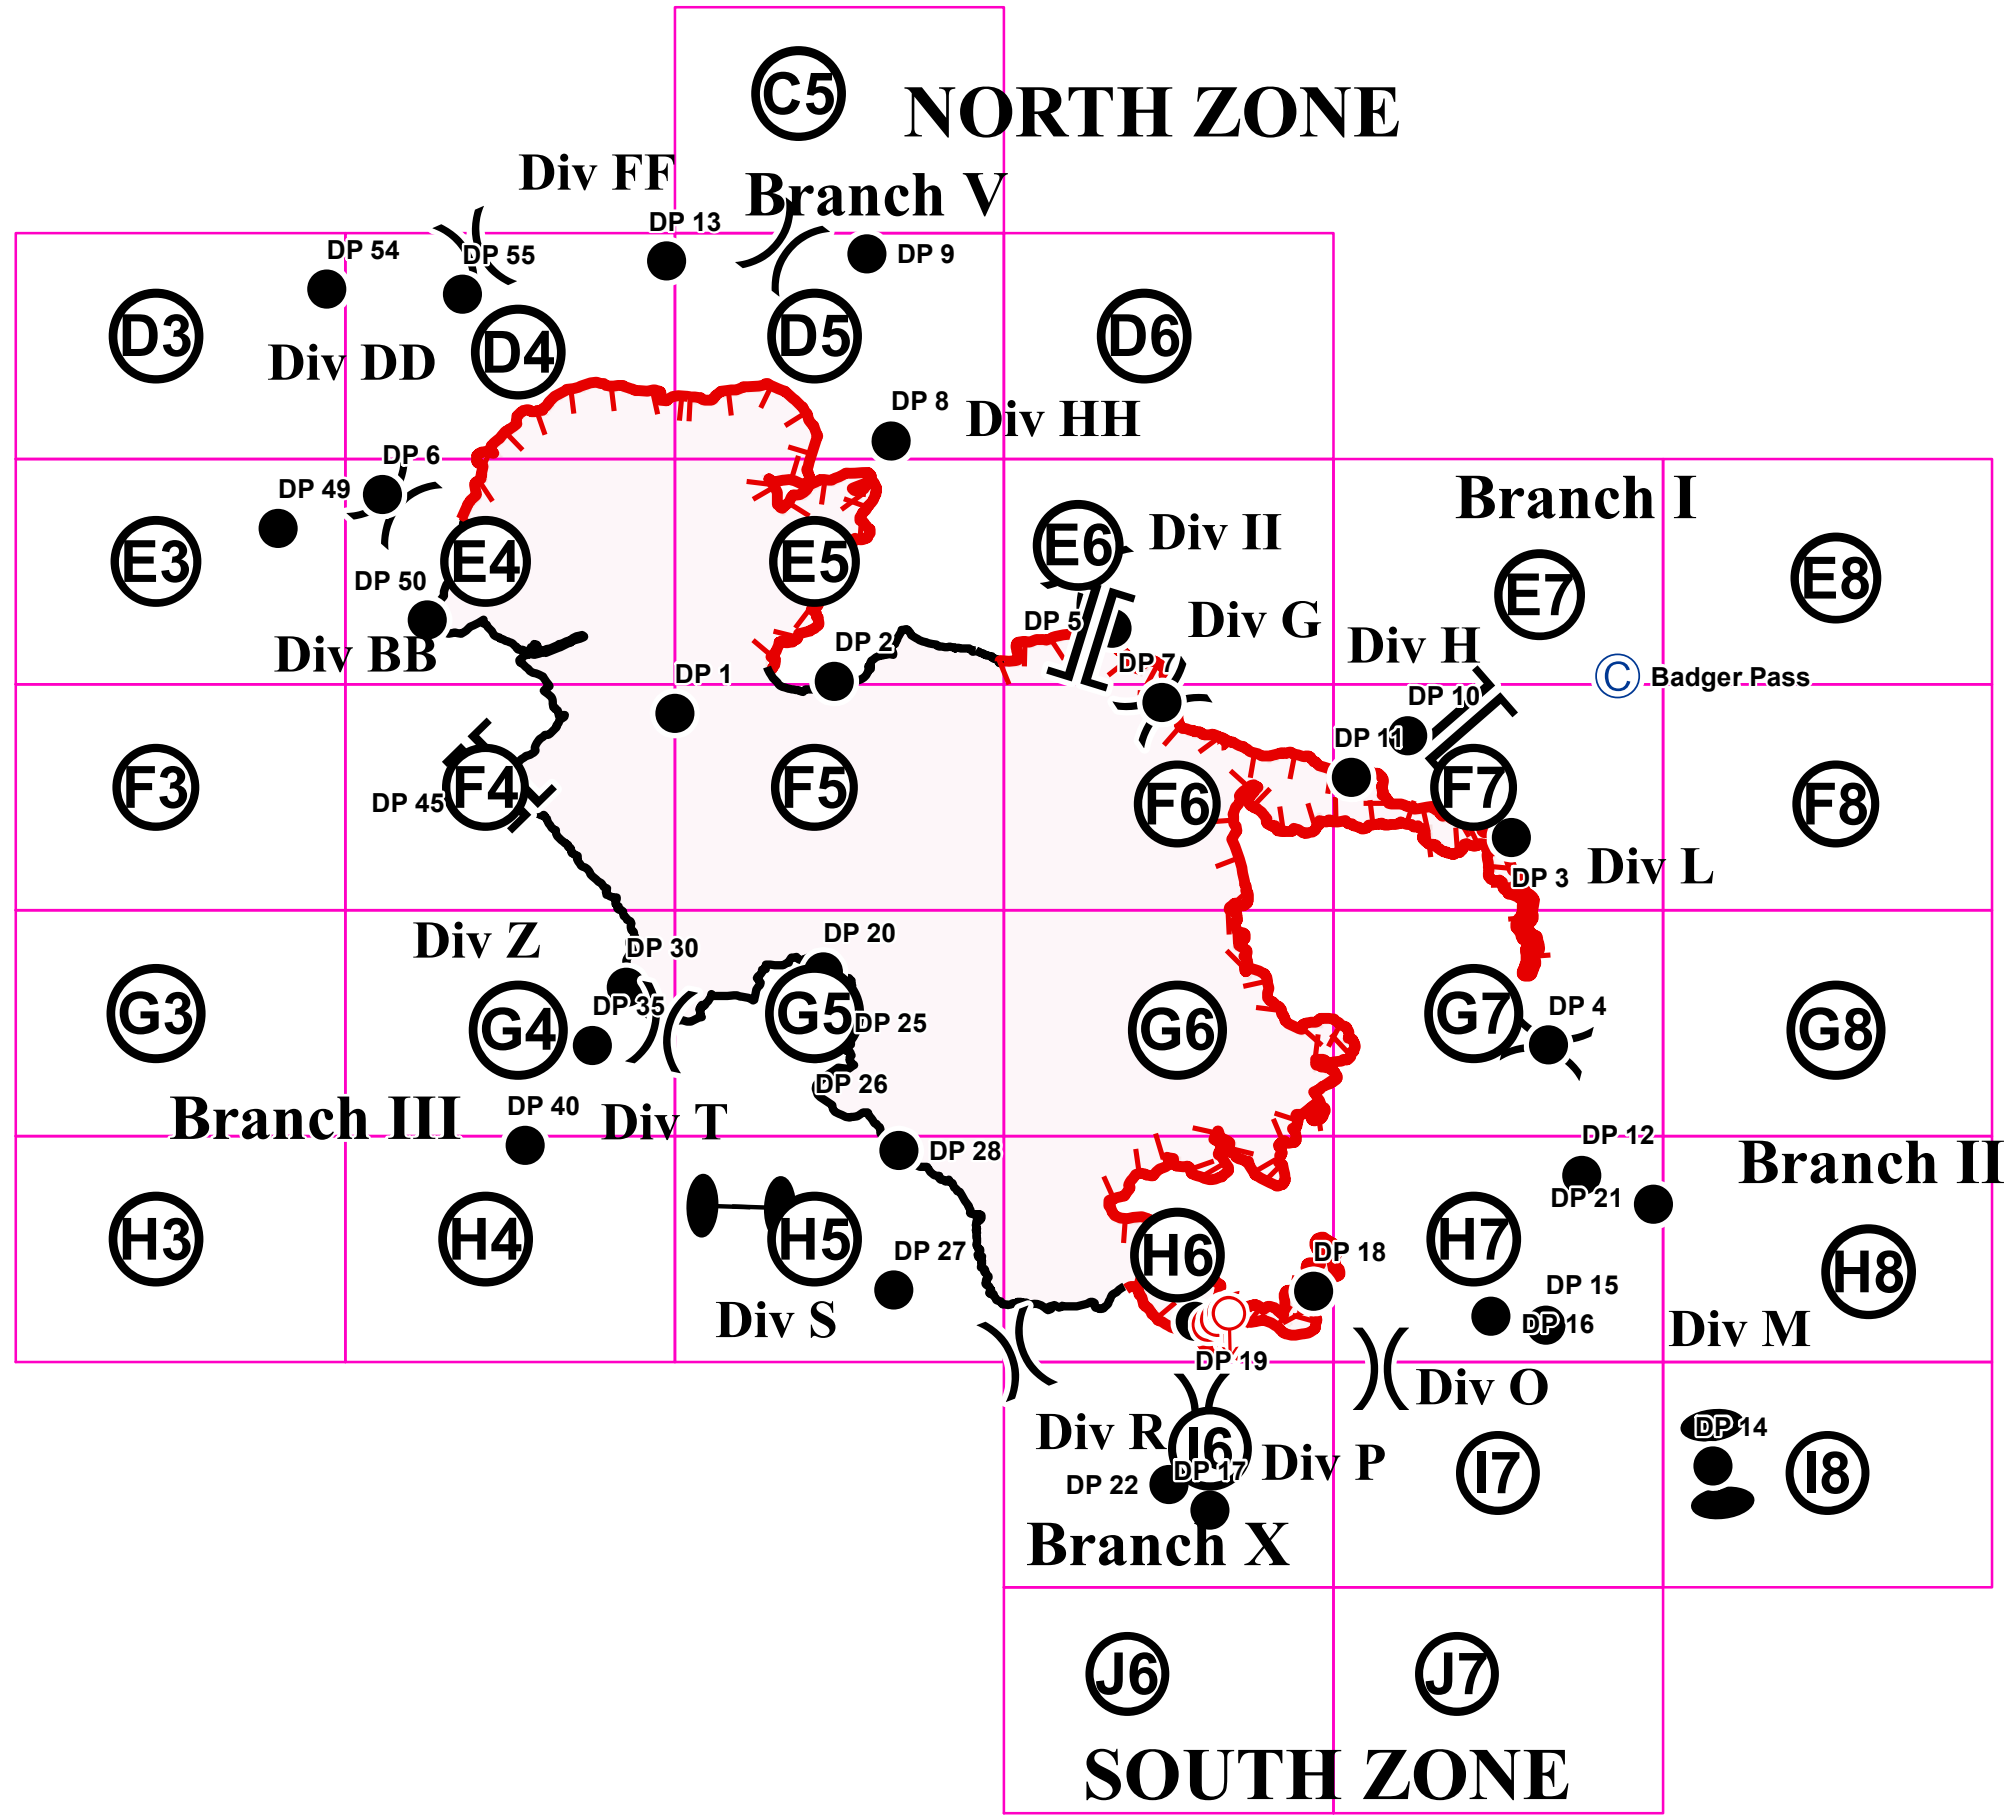 C5
NORTH ZONE
Div FF
Branch V
DP 13
DP 54
DP 55
DP 9
D3
D4
D5
D6
Div DD
DP 8
Div HH
DP 6
DP 49
Branch I
E3
E4
E5
E6
Div II
E7
E8
DP 50
DP 5
Div G
Div BB
DP 2
Div H
DP 7
DP 1
© Badger Pass
DP 10
DP 11
F3
F4
F5
F6
F7
F8
DP 45
DP 3
Div L
Div Z
DP 30
DP 20
G3
G4
DP 35
G5
DP 25
G6
G7
DP 4
G8
DP 26
Branch III
DP 40
Div T
DP 28
DP 12
Branch II
DP 21
H3
H4
H5
DP 27
H6
DP 18
H7
H8
DP 15
Div S
DP 16
Div M
DP 19
Div O
Div R
I6
Div P
DP 14
DP 22
DP 17
I7
I8
Branch X
J6
J7
SOUTH ZONE